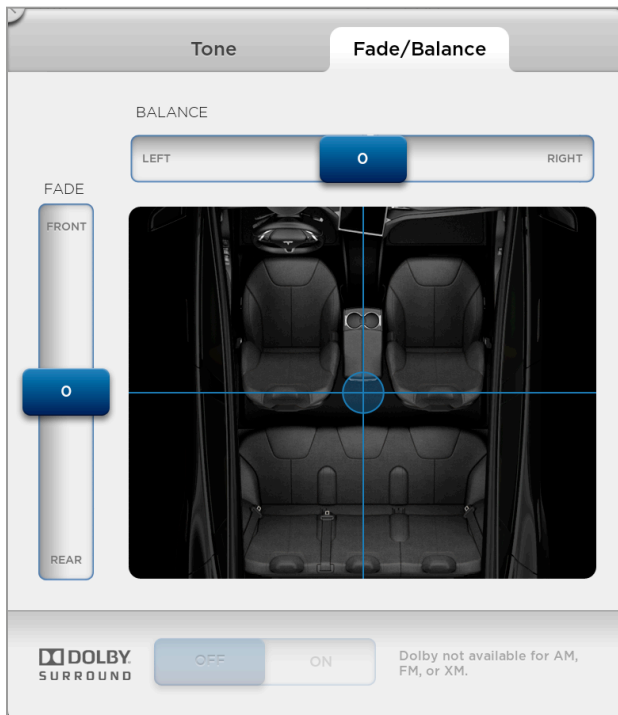 Tone
Fade/Balance
BALANCE
LEFT
0
RIGHT
FADE
FRONT
0
REAR
DOLBY
SURROUND
OFF
ON
Dolby not available for AM,
FM, or XM.